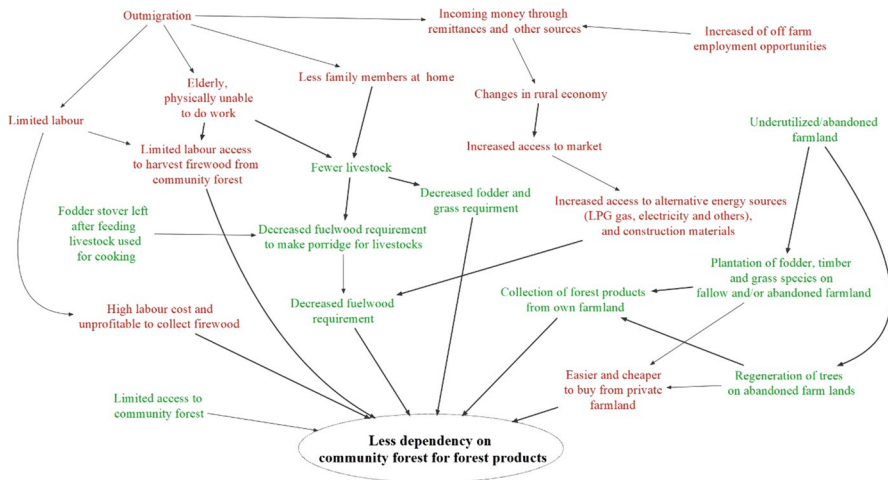 Outmigration
Incoming money through
remittances and other sources
Increased of off farm
employment opportunities
Elderly,
physically unable
to do work
Less family members at home
Changes in rural economy
Limited labour
Limited labour access
to harvest firewood from
community forest
Increased access to market
Underutilized/abandoned
farmland
Fewer livestock
Decreased fodder and
grass requirment
Increased access to alternative energy sources
(LPG gas, electricity and others),
and construction materials
Fodder stover left
after feeding
livestock used
for cooking
Decreased fuelwood requirement
to make porridge for livestocks
Plantation of fodder, timber
and grass species on
fallow and/or abandoned farmland
High labour cost and
unprofitable to collect firewood
Decreased fuelwood
requirement
Collection of forest products
from own farmland
Easier and cheaper
to buy from private
farmland
Regeneration of trees
on abandoned farm lands
Limited access to
community forest
Less dependency on
community forest for forest products